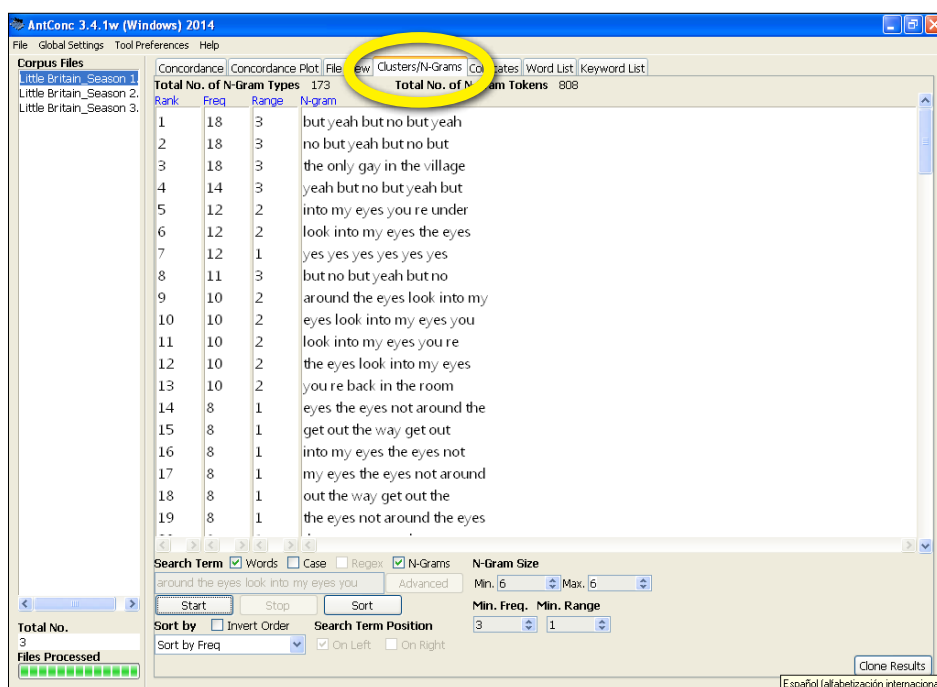 AntConc 3.4.1w (Windows) 2014
File Global Settings Tool Preferences Help
Corpus Files
Little Britain_Season 1.
Little Britain_Season 2.
Little Britain_Season 3.
Concordance Concordance Plot File View Clusters/N-Grams Collocates Word List Keyword List
Total No. of N-Gram Types 173 Total No. of N-Gram Tokens 808
Rank Freq Range N-gram
1 18 3 but yeah but no but yeah
2 18 3 no but yeah but no but
3 18 3 the only gay in the village
4 14 3 yeah but no but yeah but
5 12 2 into my eyes you re under
6 12 2 look into my eyes the eyes
7 12 1 yes yes yes yes yes yes
8 11 3 but no but yeah but no
9 10 2 around the eyes look into my
10 10 2 eyes look into my eyes you
11 10 2 look into my eyes you re
12 10 2 the eyes look into my eyes
13 10 2 you re back in the room
14 8 1 eyes the eyes not around the
15 8 1 get out the way get out
16 8 1 into my eyes the eyes not
17 8 1 my eyes the eyes not around
18 8 1 out the way get out the
19 8 1 the eyes not around the eyes
Search Term Words Case Regex N-Grams N-Gram Size
around the eyes look into my eyes you Advanced Min. 6 Max. 6
Start Stop Sort Min. Freq. Min. Range
3 1
Sort by Invert Order Search Term Position
Sort by Freq On Left On Right
Total No.
3
Files Processed
Clone Results
Español (alfabetización internaciona